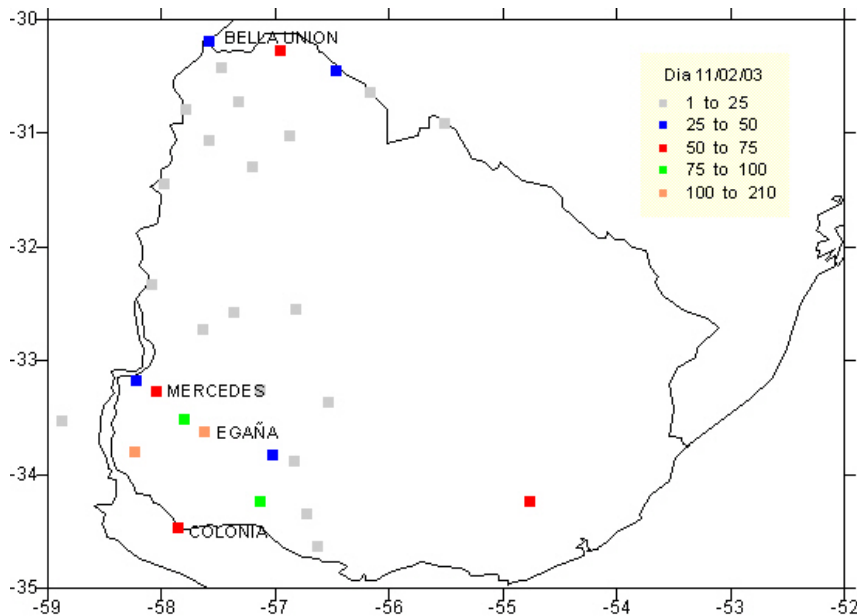 -30
BELLA UNION
Dia 11/02/03
1 to 25
25 to 50
50 to 75
75 to 100
100 to 210
-31
-32
-33
MERCEDES
EGAÑA
-34
COLONIA
-35
-59 -58 -57 -56 -55 -54 -53 -52